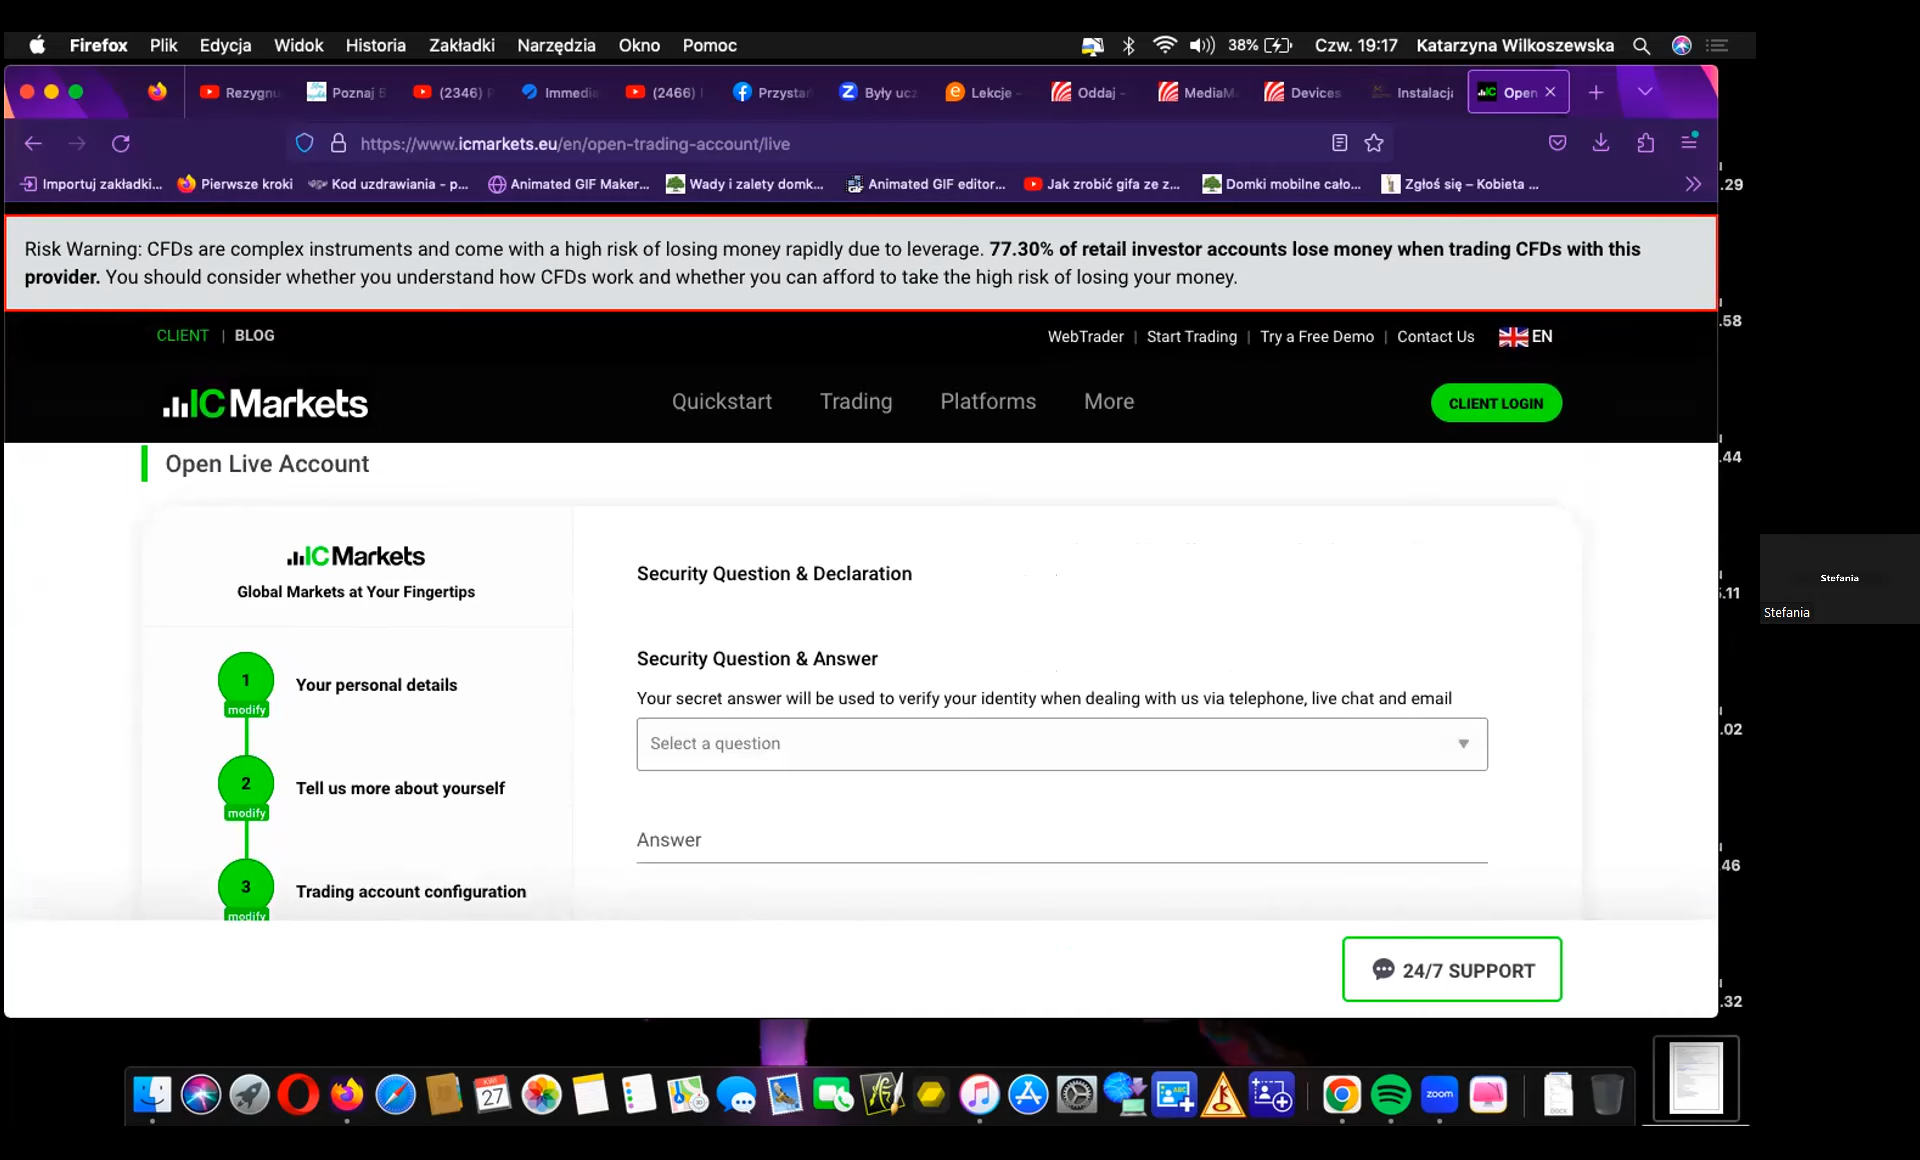 Firefox Plik Edycja Widok Historia Zakładki Narzędzia Okno Pomoc 38% Czw. 19:17 Katarzyna Wilkoszewska
Rezygnu Poznaj (2346) Immedia (2466) Przystan Były ucz Lekcje - Oddaj - MediaM Devices Instalacja Open
https://www.icmarkets.eu/en/open-trading-account/live
Importuj zakładki... Pierwsze kroki Kod uzdrawiania - p... Animated GIF Maker... Wady i zalety domk... Animated GIF editor... Jak zrobić gifa ze z... Domki mobilne cało... Zgłoś się – Kobieta ...
.29
Risk Warning: CFDs are complex instruments and come with a high risk of losing money rapidly due to leverage. 77.30% of retail investor accounts lose money when trading CFDs with this
provider. You should consider whether you understand how CFDs work and whether you can afford to take the high risk of losing your money.
.58
CLIENT | BLOG
WebTrader | Start Trading | Try a Free Demo | Contact Us EN
IC Markets
Quickstart Trading Platforms More
CLIENT LOGIN
.44
Open Live Account
IC Markets
Global Markets at Your Fingertips
1
modify
Your personal details
2
modify
Tell us more about yourself
3
modify
Trading account configuration
Security Question & Declaration
Security Question & Answer
Your secret answer will be used to verify your identity when dealing with us via telephone, live chat and email
Select a question
Answer
24/7 SUPPORT
.11
.02
.46
.32
Stefania
Stefania
KWI
27
zoom
DOCX